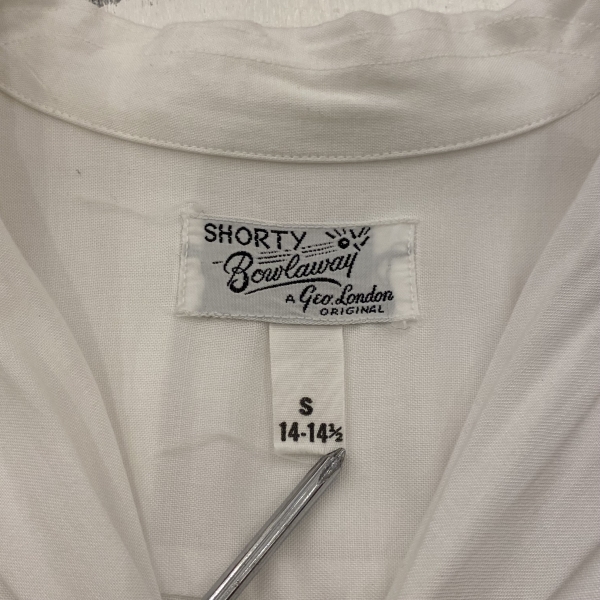 SHORTY
Bowlaway
A Geo. London
ORIGINAL
S
14-14½